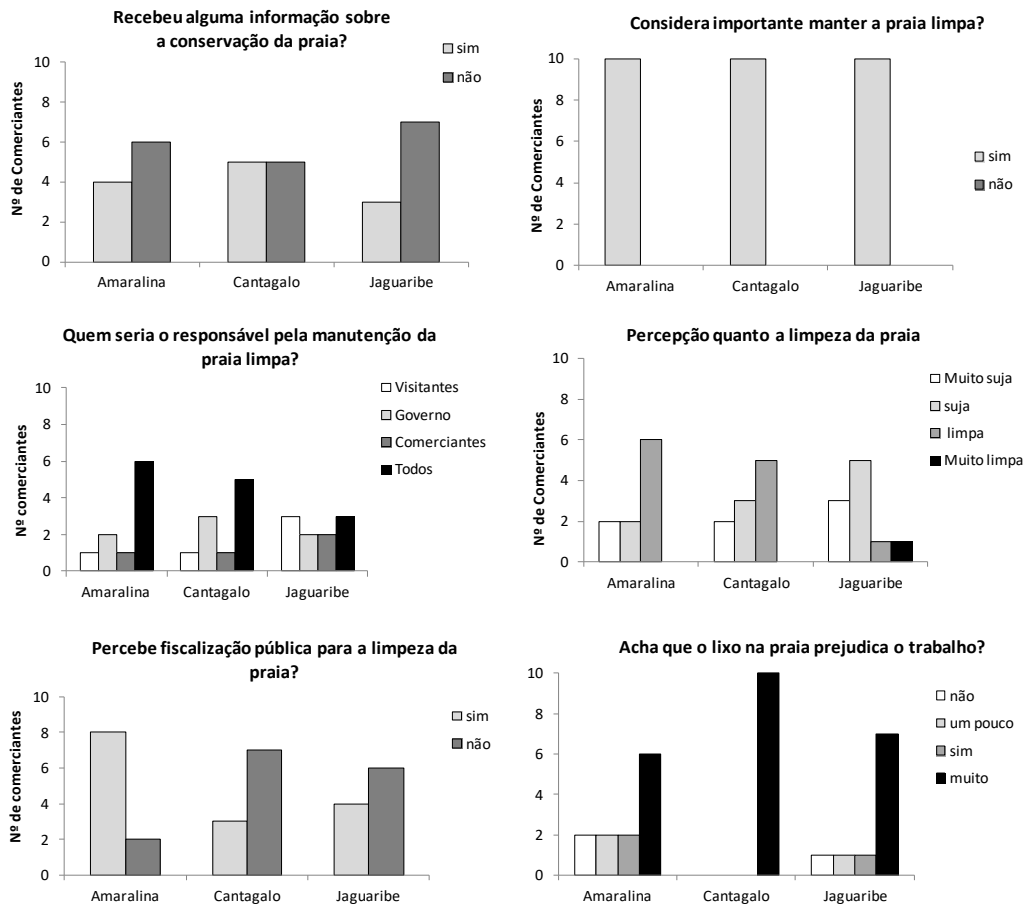 Recebeu alguma informação sobre
a conservação da praia?
sim
não
Nº de Comerciantes
10
8
6
4
2
0
Amaralina
Cantagalo
Jaguaribe
Considera importante manter a praia limpa?
Nº de Comerciantes
10
8
6
4
2
0
sim
não
Amaralina
Cantagalo
Jaguaribe
Quem seria o responsável pela manutenção da
praia limpa?
Nº comerciantes
10
8
6
4
2
0
Visitantes
Governo
Comerciantes
Todos
Amaralina
Cantagalo
Jaguaribe
Percepção quanto a limpeza da praia
Nº de Comerciantes
10
8
6
4
2
0
Muito suja
suja
limpa
Muito limpa
Amaralina
Cantagalo
Jaguaribe
Percebe fiscalização pública para a limpeza da
praia?
Nº de comerciantes
10
8
6
4
2
0
sim
não
Amaralina
Cantagalo
Jaguaribe
Acha que o lixo na praia prejudica o trabalho?
Nº de Comerciantes
10
8
6
4
2
0
não
um pouco
sim
muito
Amaralina
Cantagalo
Jaguaribe